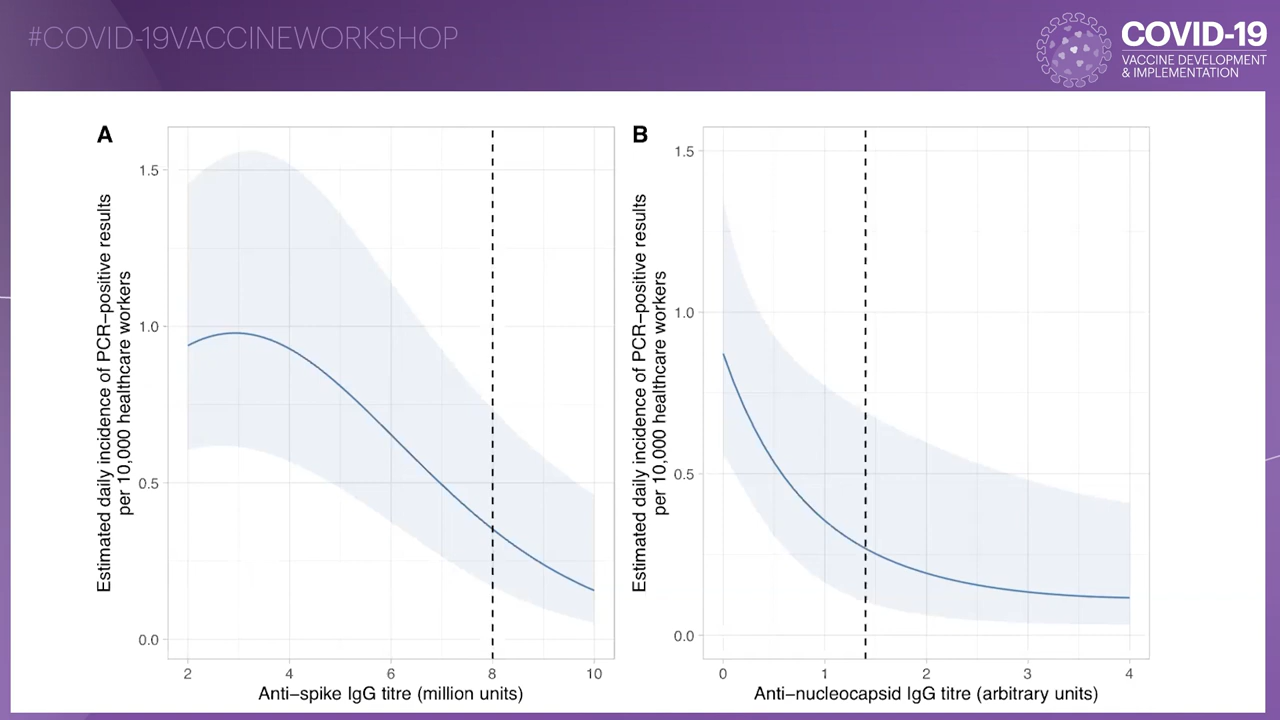 #COVID-19VACCINEWORKSHOP
COVID-19
VACCINE DEVELOPMENT
& IMPLEMENTATION
A
Estimated daily incidence of PCR−positive results
per 10,000 healthcare workers
1.5
1.0
0.5
0.0
2 4 6 8 10
Anti−spike IgG titre (million units)
B
Estimated daily incidence of PCR−positive results
per 10,000 healthcare workers
1.5
1.0
0.5
0.0
0 1 2 3 4
Anti−nucleocapsid IgG titre (arbitrary units)